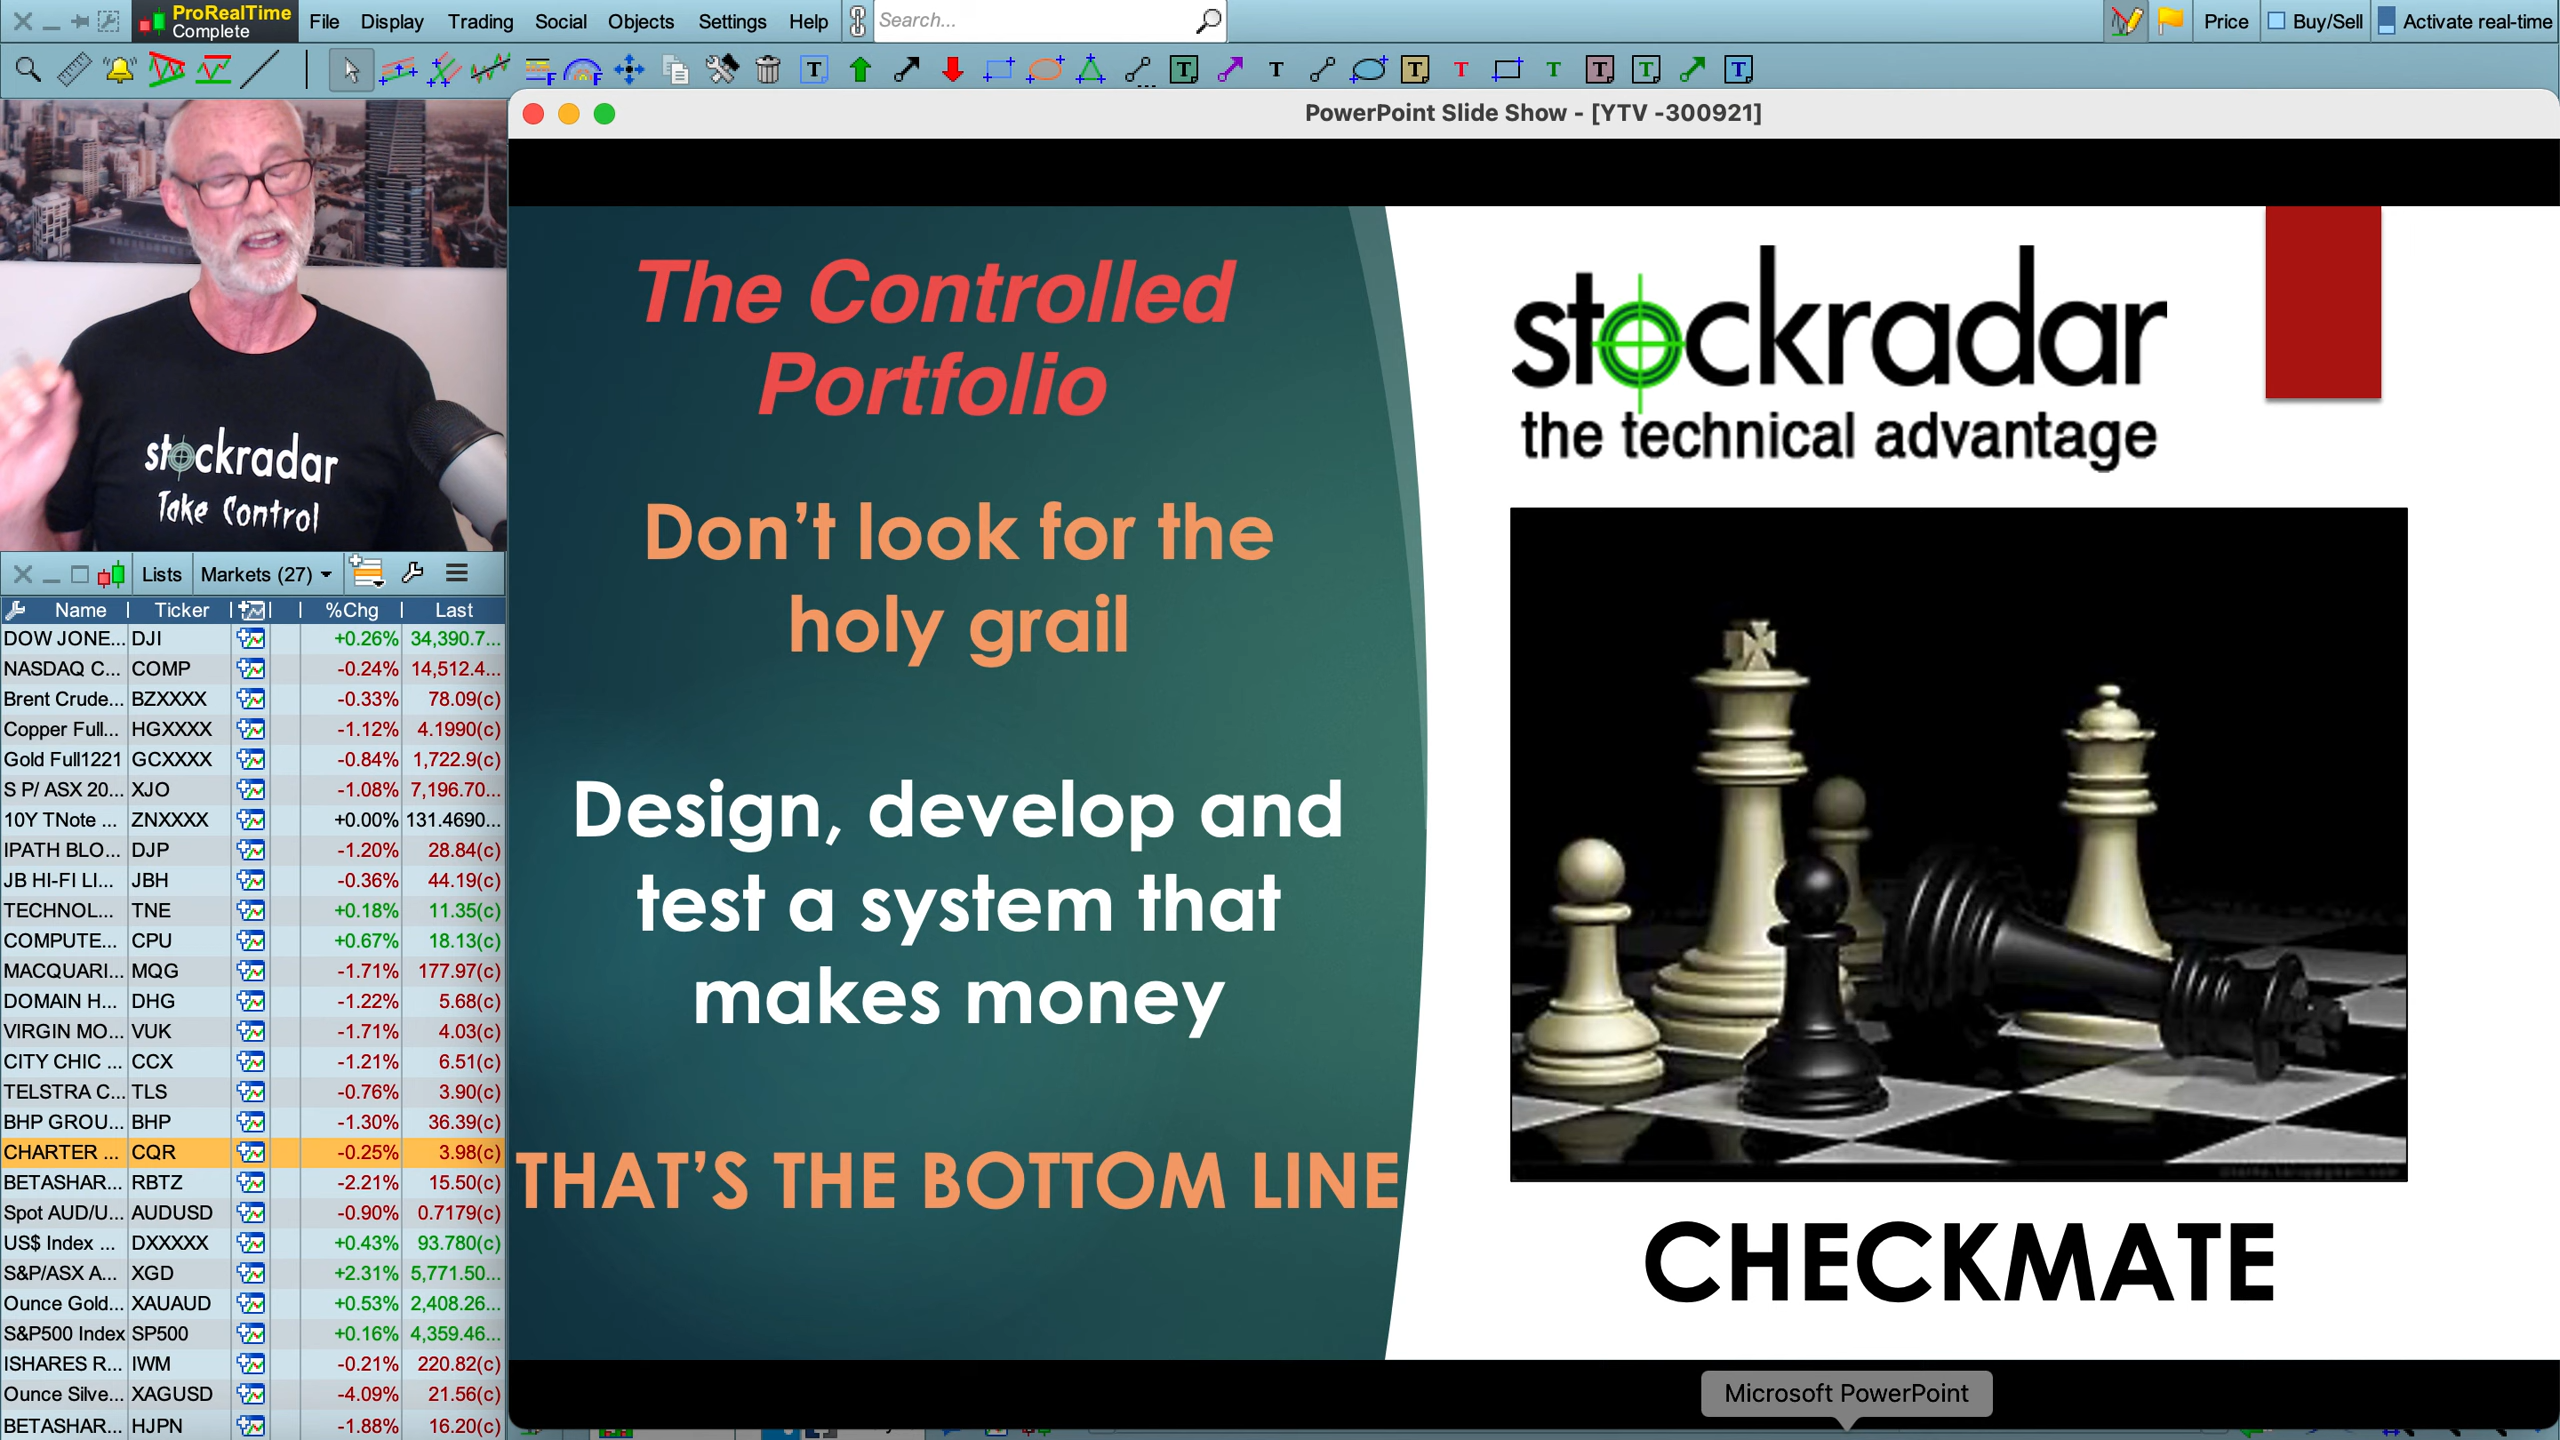 ProRealTime
Complete
File Display Trading Social Objects Settings Help
Search...
Price Buy/Sell Activate real-time
PowerPoint Slide Show - [YTV -300921]
stockradar
Take Control
The Controlled
Portfolio
Don't look for the
holy grail
Design, develop and
test a system that
makes money
THAT'S THE BOTTOM LINE
stockradar
the technical advantage
CHECKMATE
Microsoft PowerPoint
Lists Markets (27)
Name Ticker %Chg Last
DOW JONE... DJI +0.26% 34,390.7...
NASDAQ C... COMP -0.24% 14,512.4...
Brent Crude... BZXXXX -0.33% 78.09(c)
Copper Full... HGXXXX -1.12% 4.1990(c)
Gold Full1221 GCXXXX -0.84% 1,722.9(c)
S P/ ASX 20... XJO -1.08% 7,196.70...
10Y TNote ... ZNXXXX +0.00% 131.4690...
IPATH BLO... DJP -1.20% 28.84(c)
JB HI-FI LI... JBH -0.36% 44.19(c)
TECHNOL... TNE +0.18% 11.35(c)
COMPUTE... CPU +0.67% 18.13(c)
MACQUARI... MQG -1.71% 177.97(c)
DOMAIN H... DHG -1.22% 5.68(c)
VIRGIN MO... VUK -1.71% 4.03(c)
CITY CHIC ... CCX -1.21% 6.51(c)
TELSTRA C... TLS -0.76% 3.90(c)
BHP GROU... BHP -1.30% 36.39(c)
CHARTER ... CQR -0.25% 3.98(c)
BETASHAR... RBTZ -2.21% 15.50(c)
Spot AUD/U... AUDUSD -0.90% 0.7179(c)
US$ Index ... DXXXXX +0.43% 93.780(c)
S&P/ASX A... XGD +2.31% 5,771.50...
Ounce Gold... XAUAUD +0.53% 2,408.26...
S&P500 Index SP500 +0.16% 4,359.46...
ISHARES R... IWM -0.21% 220.82(c)
Ounce Silve... XAGUSD -4.09% 21.56(c)
BETASHAR... HJPN -1.88% 16.20(c)